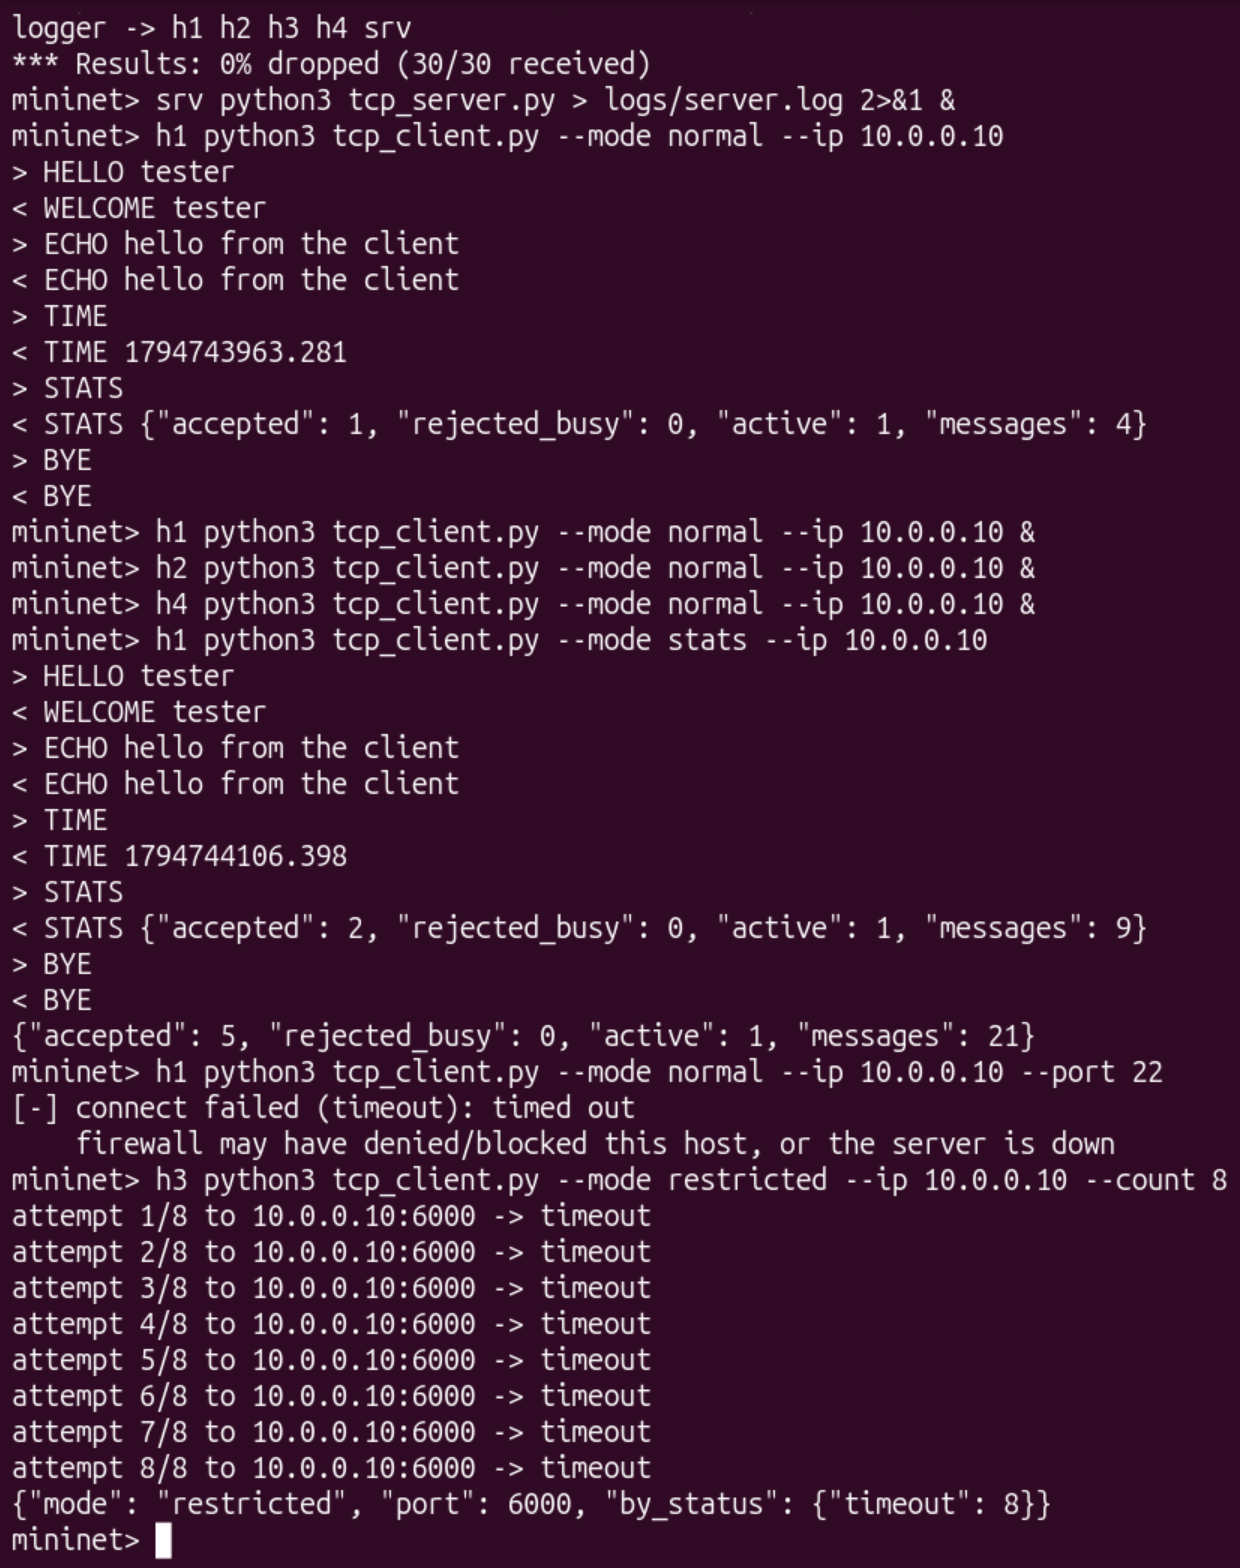 logger -> h1 h2 h3 h4 srv
*** Results: 0% dropped (30/30 received)
mininet> srv python3 tcp_server.py > logs/server.log 2>&1 &
mininet> h1 python3 tcp_client.py --mode normal --ip 10.0.0.10
> HELLO tester
< WELCOME tester
> ECHO hello from the client
< ECHO hello from the client
> TIME
< TIME 1794743963.281
> STATS
< STATS {"accepted": 1, "rejected_busy": 0, "active": 1, "messages": 4}
> BYE
< BYE
mininet> h1 python3 tcp_client.py --mode normal --ip 10.0.0.10 &
mininet> h2 python3 tcp_client.py --mode normal --ip 10.0.0.10 &
mininet> h4 python3 tcp_client.py --mode normal --ip 10.0.0.10 &
mininet> h1 python3 tcp_client.py --mode stats --ip 10.0.0.10
> HELLO tester
< WELCOME tester
> ECHO hello from the client
< ECHO hello from the client
> TIME
< TIME 1794744106.398
> STATS
< STATS {"accepted": 2, "rejected_busy": 0, "active": 1, "messages": 9}
> BYE
< BYE
{"accepted": 5, "rejected_busy": 0, "active": 1, "messages": 21}
mininet> h1 python3 tcp_client.py --mode normal --ip 10.0.0.10 --port 22
[-] connect failed (timeout): timed out
    firewall may have denied/blocked this host, or the server is down
mininet> h3 python3 tcp_client.py --mode restricted --ip 10.0.0.10 --count 8
attempt 1/8 to 10.0.0.10:6000 -> timeout
attempt 2/8 to 10.0.0.10:6000 -> timeout
attempt 3/8 to 10.0.0.10:6000 -> timeout
attempt 4/8 to 10.0.0.10:6000 -> timeout
attempt 5/8 to 10.0.0.10:6000 -> timeout
attempt 6/8 to 10.0.0.10:6000 -> timeout
attempt 7/8 to 10.0.0.10:6000 -> timeout
attempt 8/8 to 10.0.0.10:6000 -> timeout
{"mode": "restricted", "port": 6000, "by_status": {"timeout": 8}}
mininet>